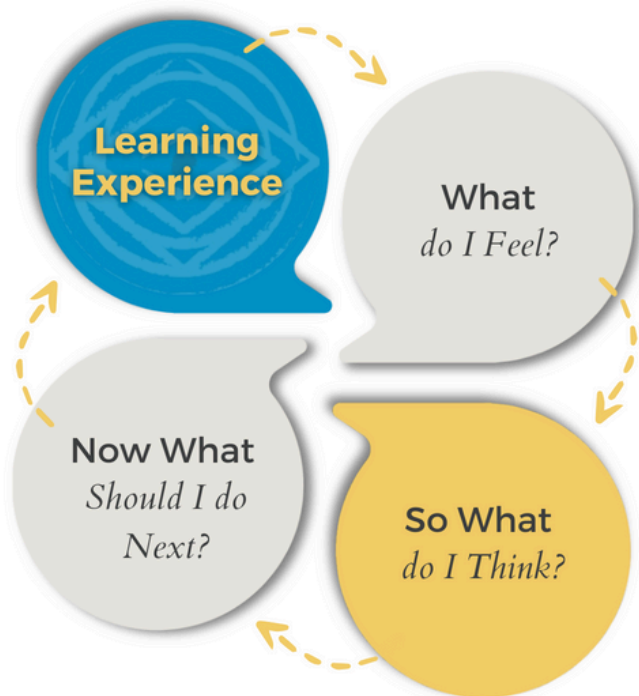 Learning
Experience
What
do I Feel?
So What
do I Think?
Now What
Should I do
Next?